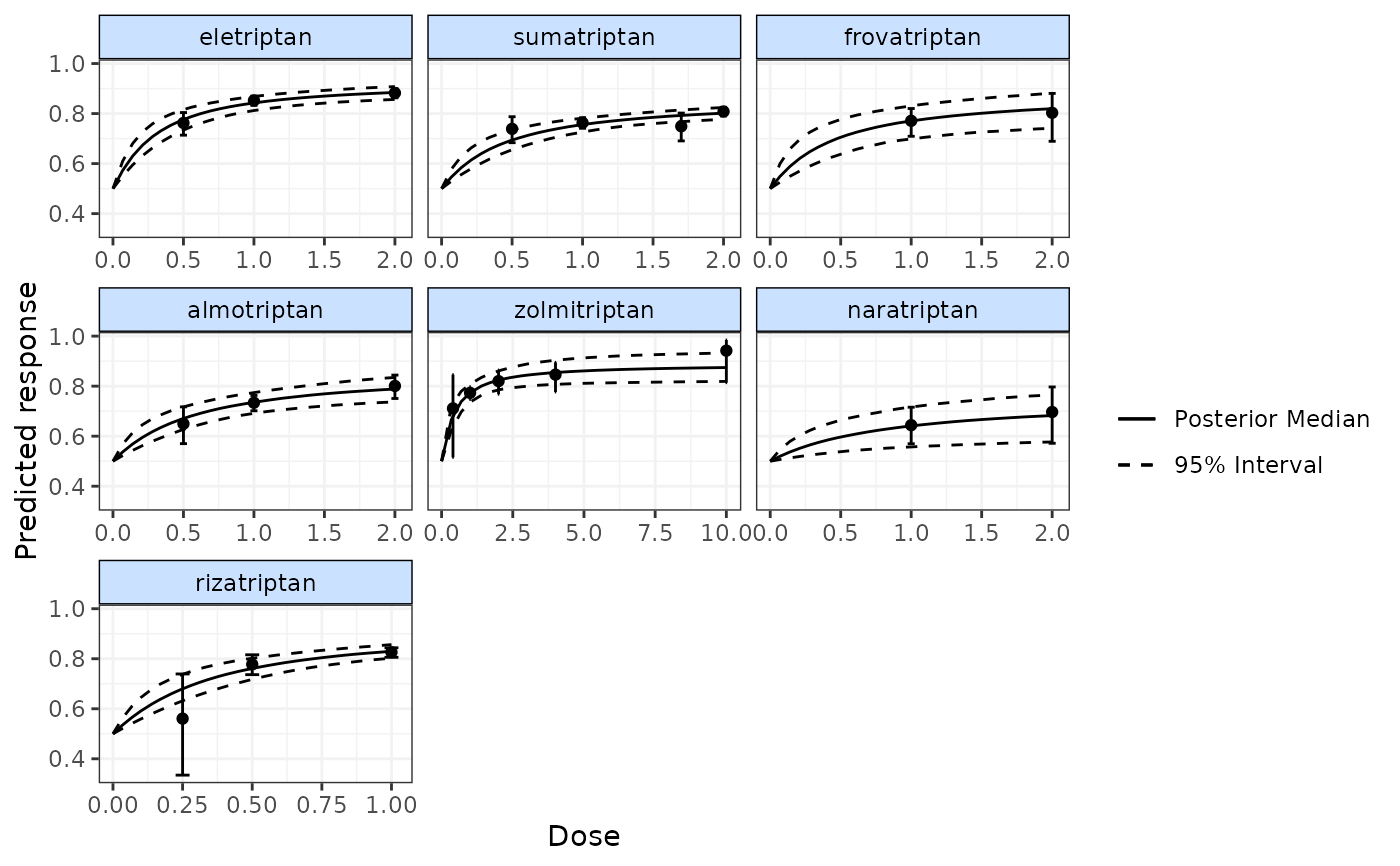 eletriptan sumatriptan frovatriptan
1.0
0.8
0.6
0.4
0.0 0.5 1.0 1.5 2.0 0.0 0.5 1.0 1.5 2.0 0.0 0.5 1.0 1.5 2.0
almotriptan zolmitriptan naratriptan
1.0
0.8
0.6
0.4
0.0 0.5 1.0 1.5 2.0 0.0 2.5 5.0 7.5 10.0 0.0 0.5 1.0 1.5 2.0
rizatriptan
1.0
0.8
0.6
0.4
0.00 0.25 0.50 0.75 1.00
Predicted response
Dose
Posterior Median
95% Interval